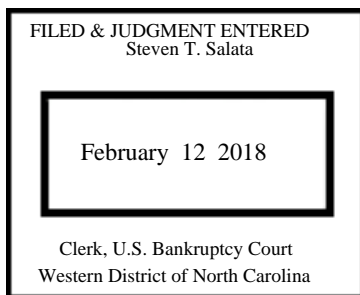 FILED & JUDGMENT ENTERED
Steven T. Salata
February 12 2018
Clerk, U.S. Bankruptcy Court
Western District of North Carolina